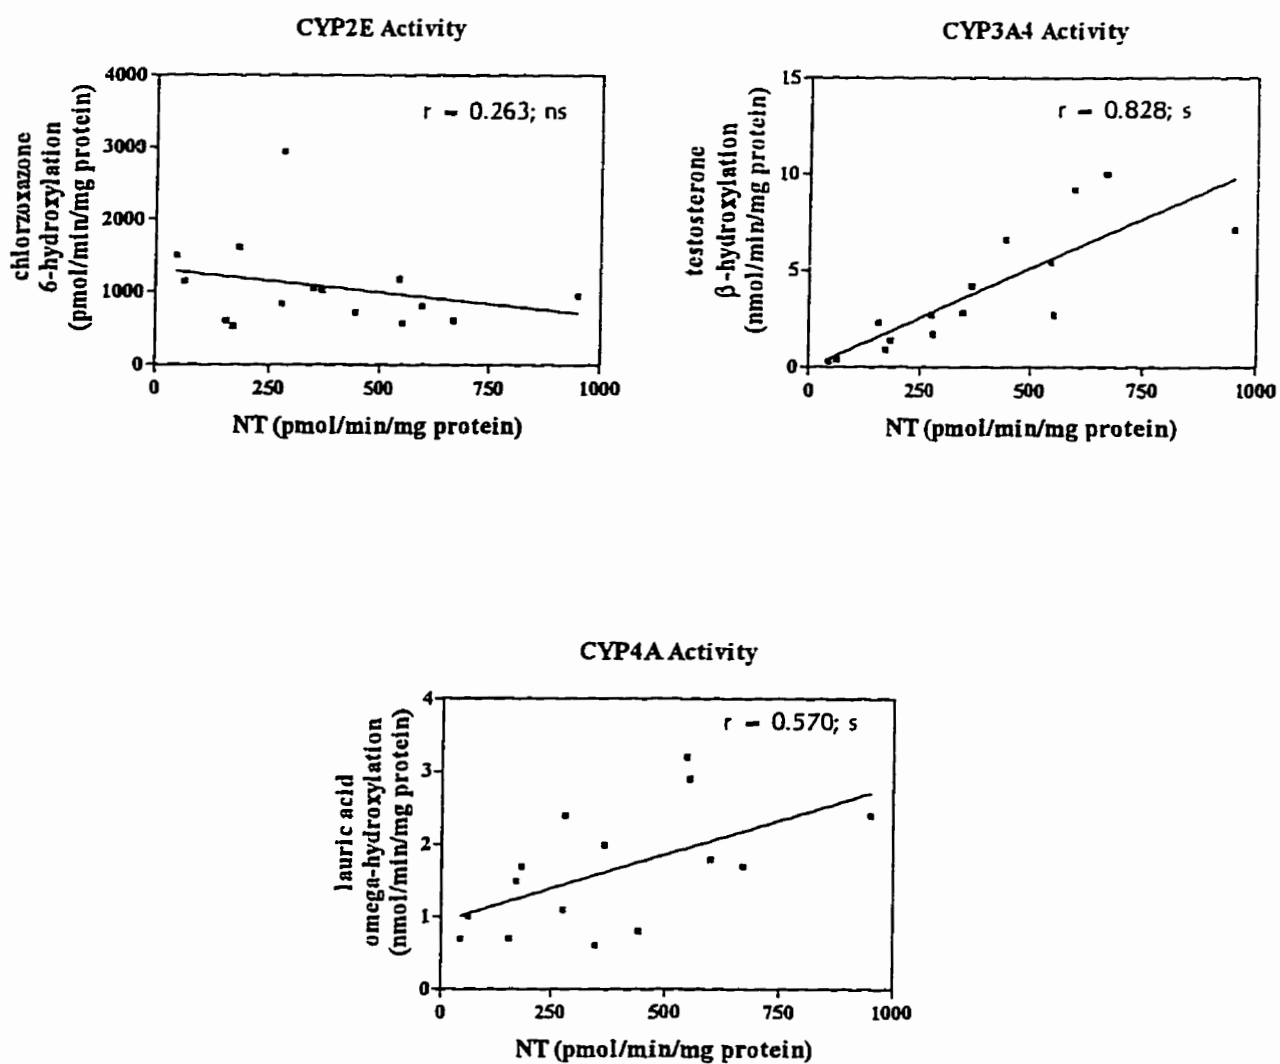 CYP2E Activity
chlorzoxazone
6-hydroxylation
(pmol/min/mg protein)
4000
3000
2000
1000
0
r = 0.263; ns
0 250 500 750 1000
NT (pmol/min/mg protein)
CYP3A4 Activity
testosterone
β-hydroxylation
(nmol/min/mg protein)
15
10
5
0
r = 0.828; s
0 250 500 750 1000
NT (pmol/min/mg protein)
CYP4A Activity
lauric acid
omega-hydroxylation
(nmol/min/mg protein)
4
3
2
1
0
r = 0.570; s
0 250 500 750 1000
NT (pmol/min/mg protein)